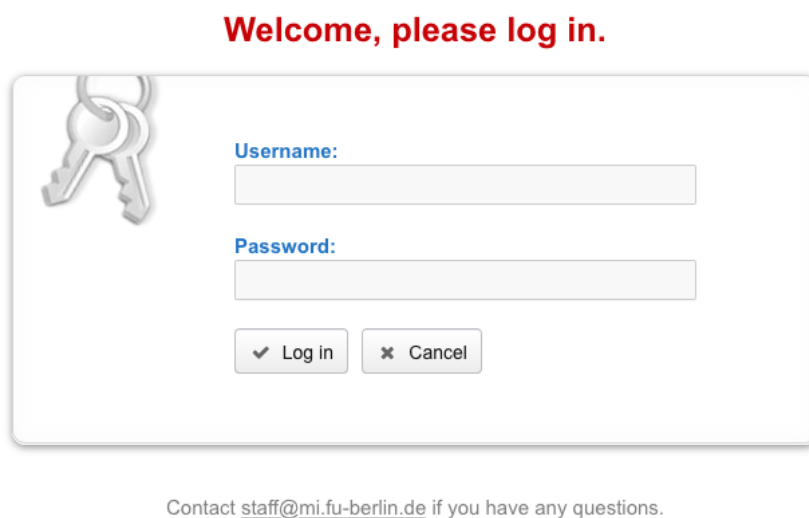 Welcome, please log in.
Username:
Password:
Log in
Cancel
Contact staff@mi.fu-berlin.de if you have any questions.